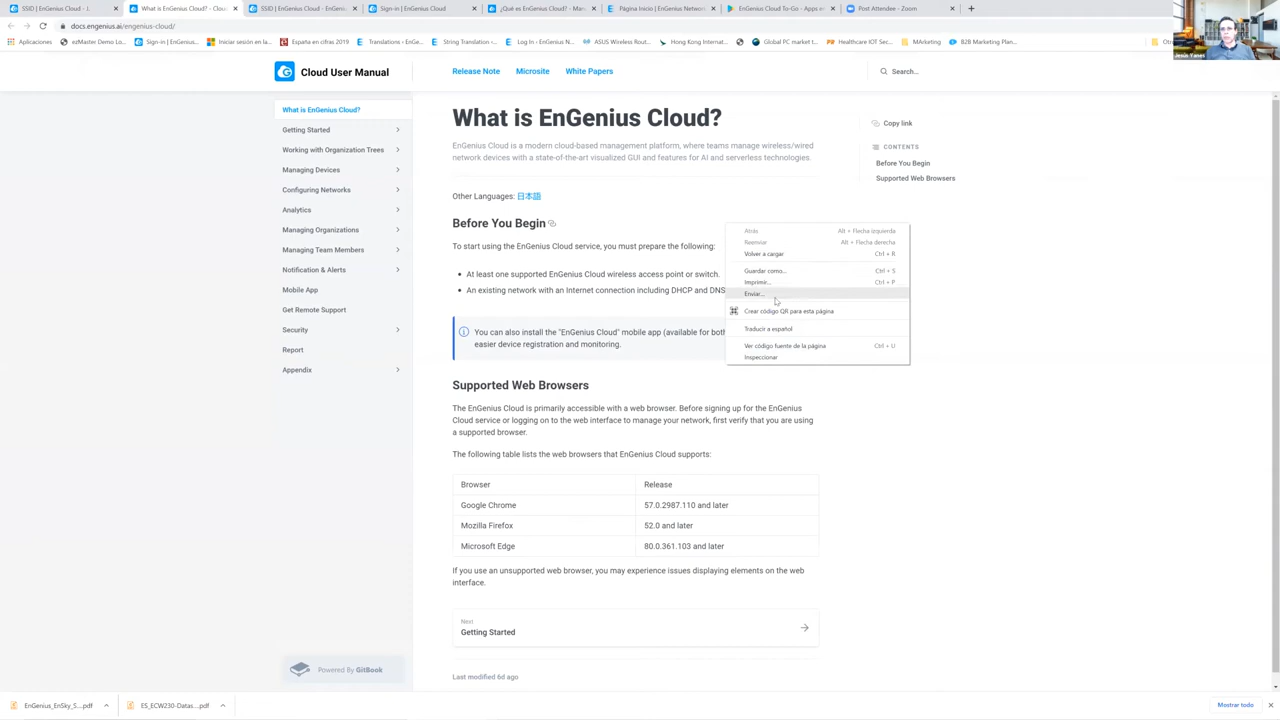 SSID | EnGenius Cloud - L
What is EnGenius Cloud? - Clou
SSID | EnGenius Cloud - EnGeniu
Sign-in | EnGenius Cloud
¿Qué es EnGenius Cloud? - Man
Página Inicio | EnGenius Networ
EnGenius Cloud To-Go - Apps en
Post Attendee - Zoom
docs.engenius.ai/engenius-cloud/
Aplicaciones
ezMaster Demo Lo...
Sign-in | EnGenius...
Iniciar sesión en la...
España en cifras 2019
Translations ‹ EnGe...
String Translation ‹...
Log In ‹ EnGenius N...
ASUS Wireless Rout...
Hong Kong Internat...
Global PC market t...
Healthcare IOT Sec...
MArketing
B2B Marketing Plan...
Jesús Yanes
Cloud User Manual
Release Note
Microsite
White Papers
Search...
What is EnGenius Cloud?
Getting Started
Working with Organization Trees
Managing Devices
Configuring Networks
Analytics
Managing Organizations
Managing Team Members
Notification & Alerts
Mobile App
Get Remote Support
Security
Report
Appendix
Powered By GitBook
What is EnGenius Cloud?
EnGenius Cloud is a modern cloud-based management platform, where teams manage wireless/wired
network devices with a state-of-the-art visualized GUI and features for AI and serverless technologies.
Other Languages: 日本語
Before You Begin
To start using the EnGenius Cloud service, you must prepare the following:
At least one supported EnGenius Cloud wireless access point or switch.
An existing network with an Internet connection including DHCP and DNS
You can also install the "EnGenius Cloud" mobile app (available for both
easier device registration and monitoring.
Supported Web Browsers
The EnGenius Cloud is primarily accessible with a web browser. Before signing up for the EnGenius
Cloud service or logging on to the web interface to manage your network, first verify that you are using
a supported browser.
The following table lists the web browsers that EnGenius Cloud supports:
Browser Release
Google Chrome 57.0.2987.110 and later
Mozilla Firefox 52.0 and later
Microsoft Edge 80.0.361.103 and later
If you use an unsupported web browser, you may experience issues displaying elements on the web
interface.
Next
Getting Started
Last modified 6d ago
Copy link
CONTENTS
Before You Begin
Supported Web Browsers
Atrás Alt + Flecha izquierda
Reenviar Alt + Flecha derecha
Volver a cargar Ctrl + R
Guardar como... Ctrl + S
Imprimir... Ctrl + P
Enviar...
Crear código QR para esta página
Traducir a español
Ver código fuente de la página Ctrl + U
Inspeccionar
EnGenius_EnSky_S....pdf
ES_ECW230-Datas....pdf
Mostrar todo